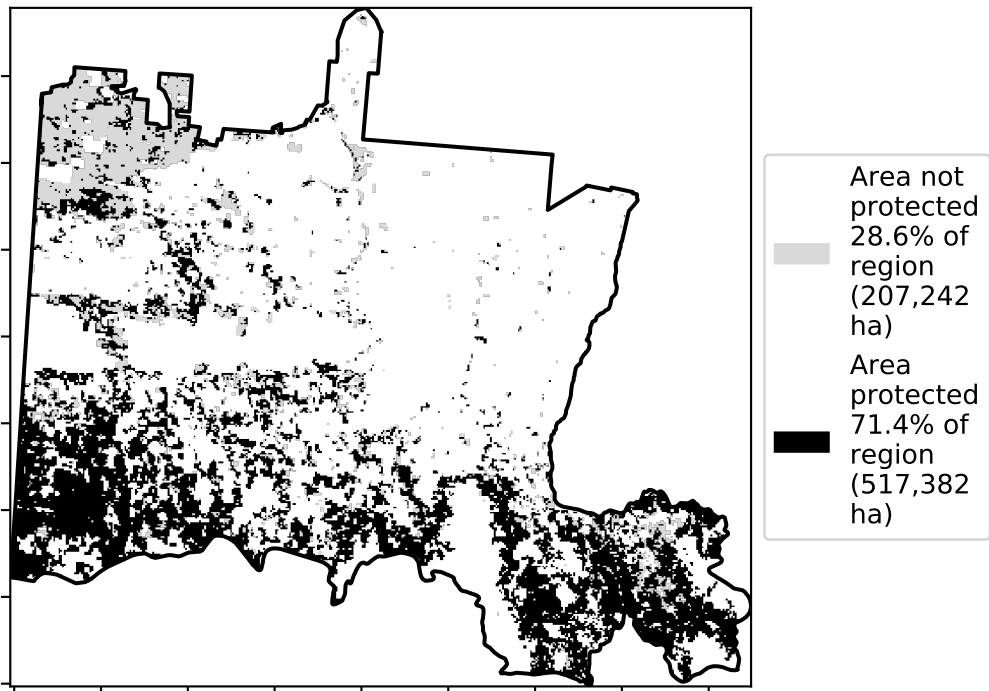 Area not
protected
28.6% of
region
(207,242
ha)
Area
protected
71.4% of
region
(517,382
ha)